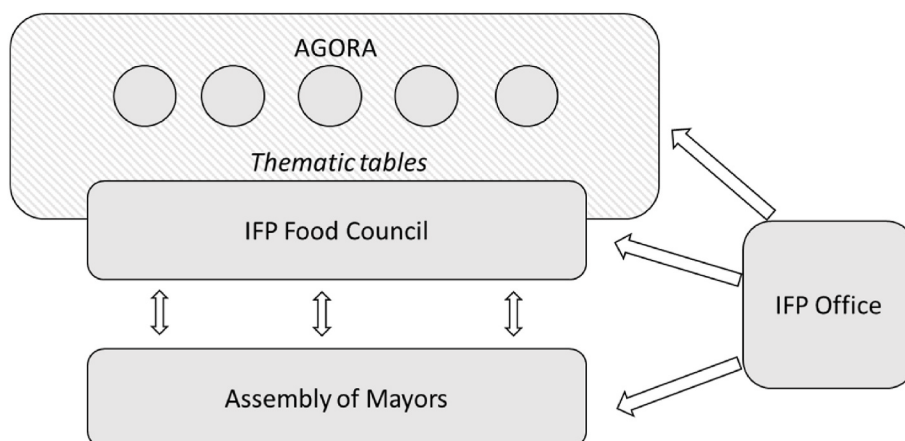 AGORA
Thematic tables
IFP Food Council
IFP Office
Assembly of Mayors